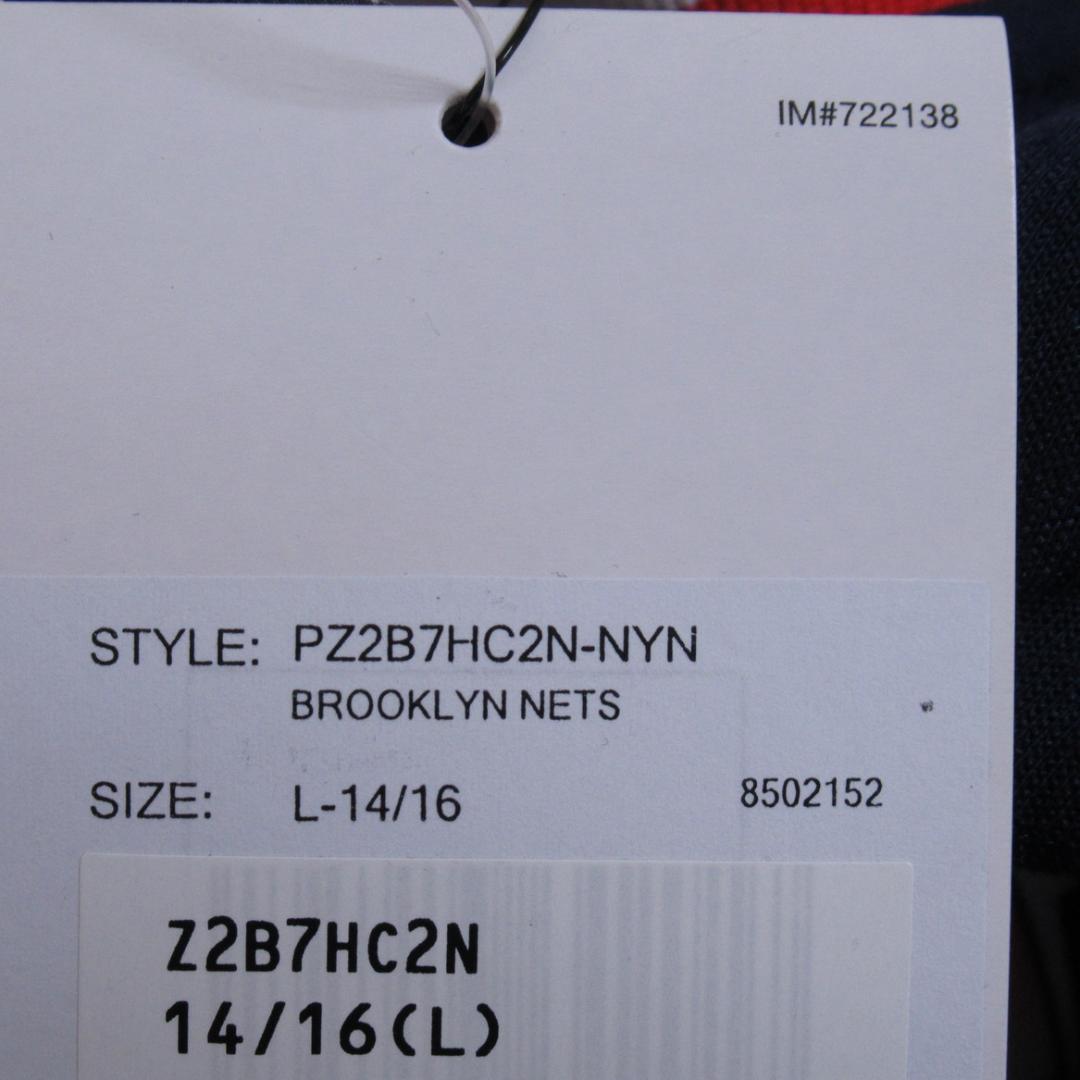 IM#722138
STYLE: PZ2B7HC2N-NYN
BROOKLYN NETS
SIZE: L-14/16 8502152
Z2B7HC2N
14/16(L)